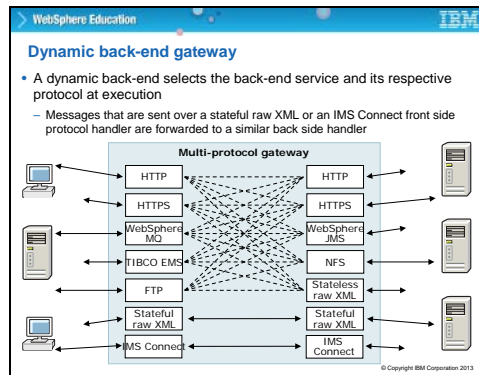 WebSphere Education
IBM
Dynamic back-end gateway
• A dynamic back-end selects the back-end service and its respective
protocol at execution
– Messages that are sent over a stateful raw XML or an IMS Connect front side
protocol handler are forwarded to a similar back side
handler
Multi-protocol gateway
HTTP
HTTP
HTTPS
HTTPS
WebSphere
MQ
WebSphere
JMS
TIBCO EMS
NFS
FTP
Stateless
raw XML
Stateful
raw XML
Stateful
raw XML
IMS Connect
IMS
Connect
© Copyright IBM Corporation 2013